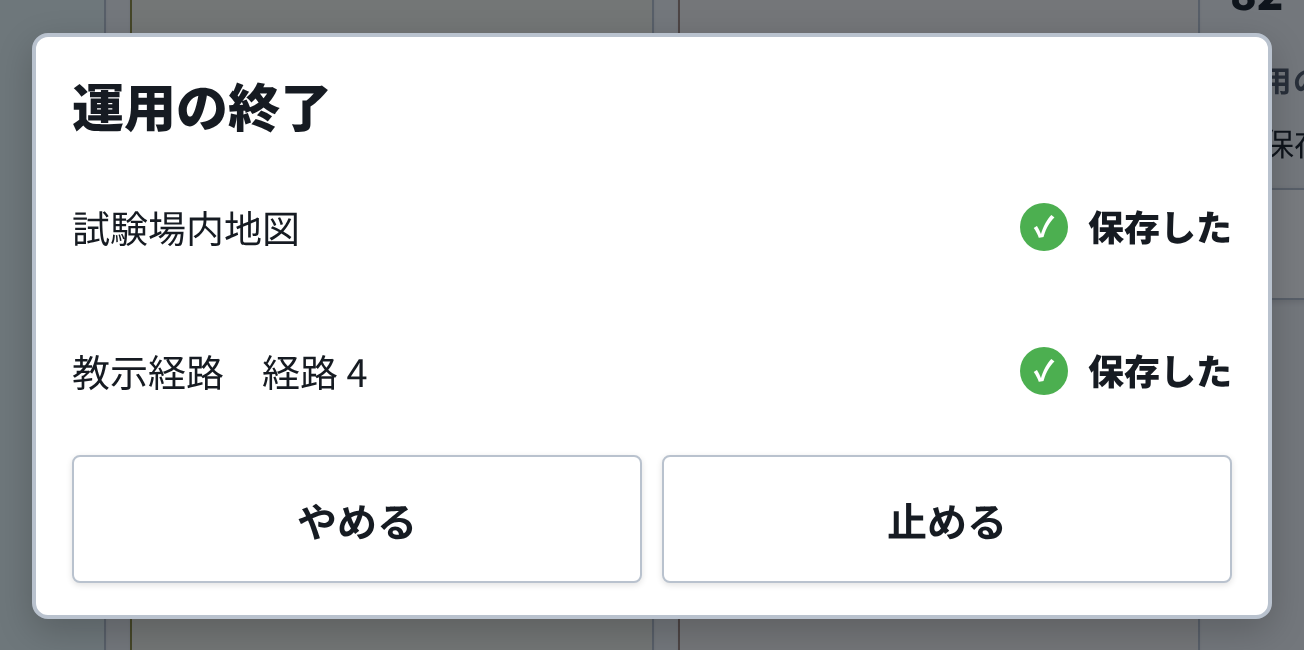 運用の終了
試験場内地図
保存した
教示経路　経路 4
保存した
やめる
止める